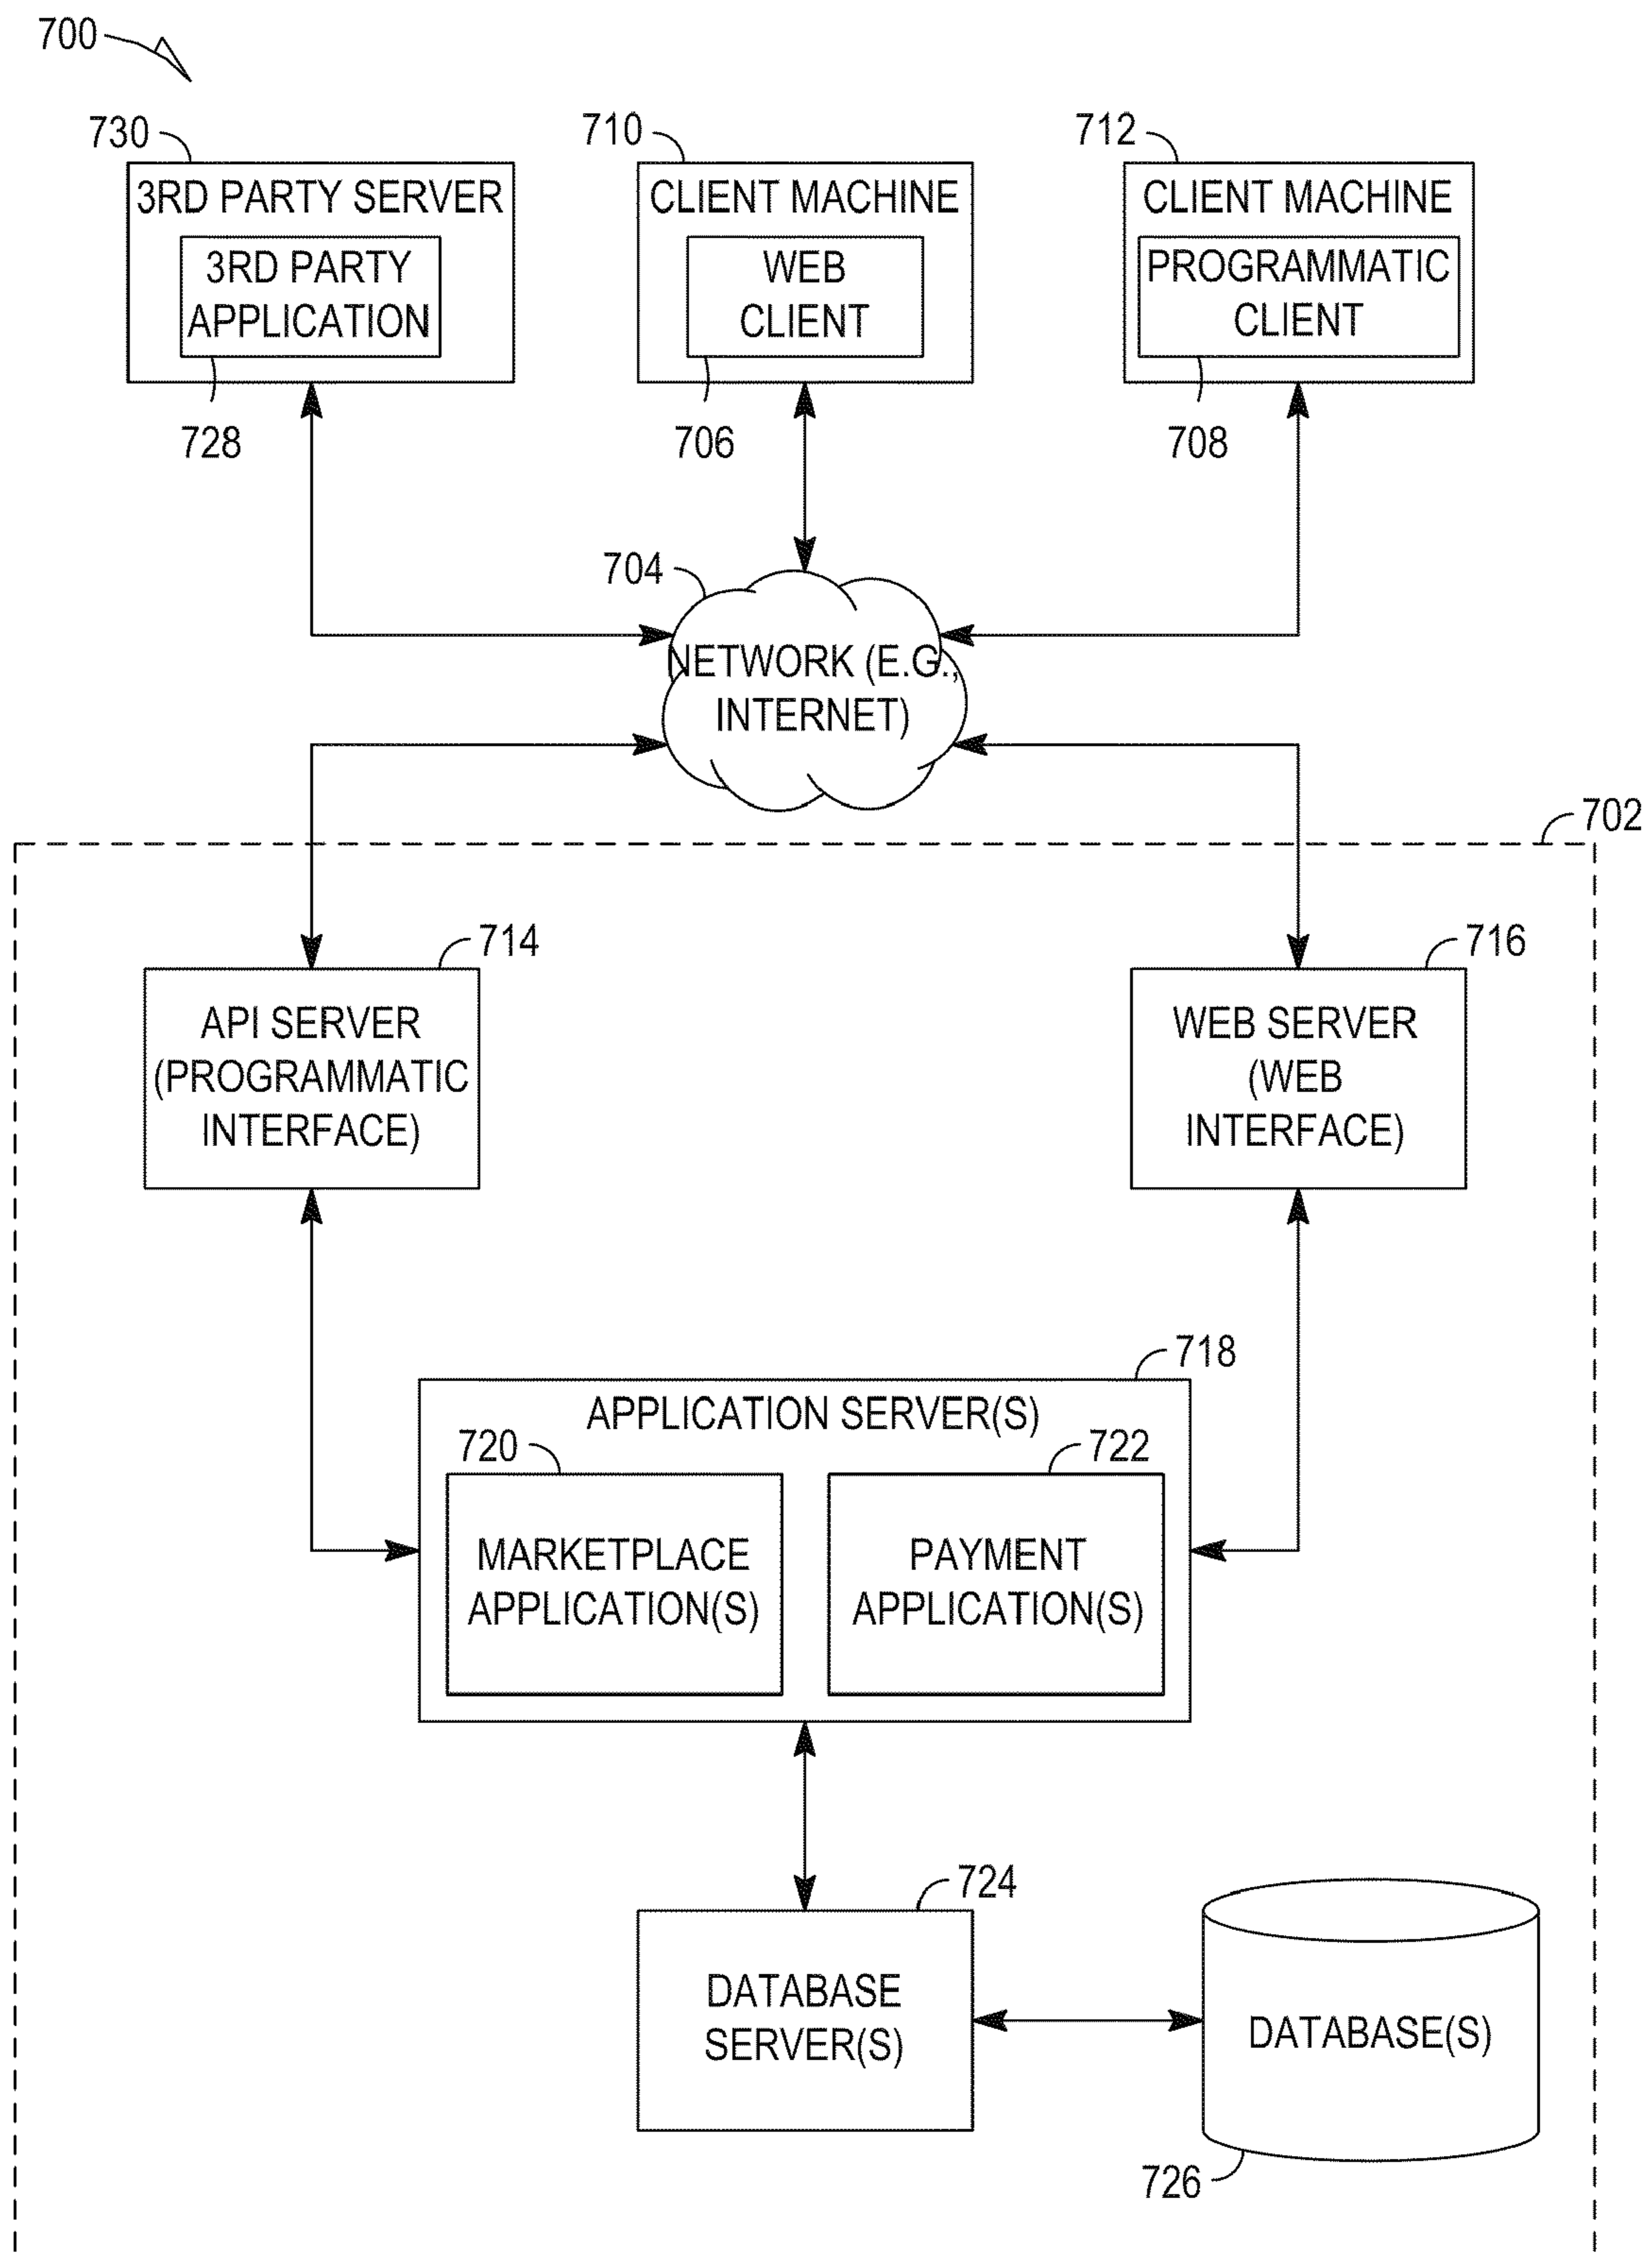 700
730
710
712
3RD PARTY SERVER
3RD PARTY
APPLICATION
728
CLIENT MACHINE
WEB
CLIENT
706
CLIENT MACHINE
PROGRAMMATIC
CLIENT
708
704
NETWORK (E.G.,
INTERNET)
702
714
API SERVER
(PROGRAMMATIC
INTERFACE)
716
WEB SERVER
(WEB
INTERFACE)
718
APPLICATION SERVER(S)
720
MARKETPLACE
APPLICATION(S)
722
PAYMENT
APPLICATION(S)
724
DATABASE
SERVER(S)
DATABASE(S)
726